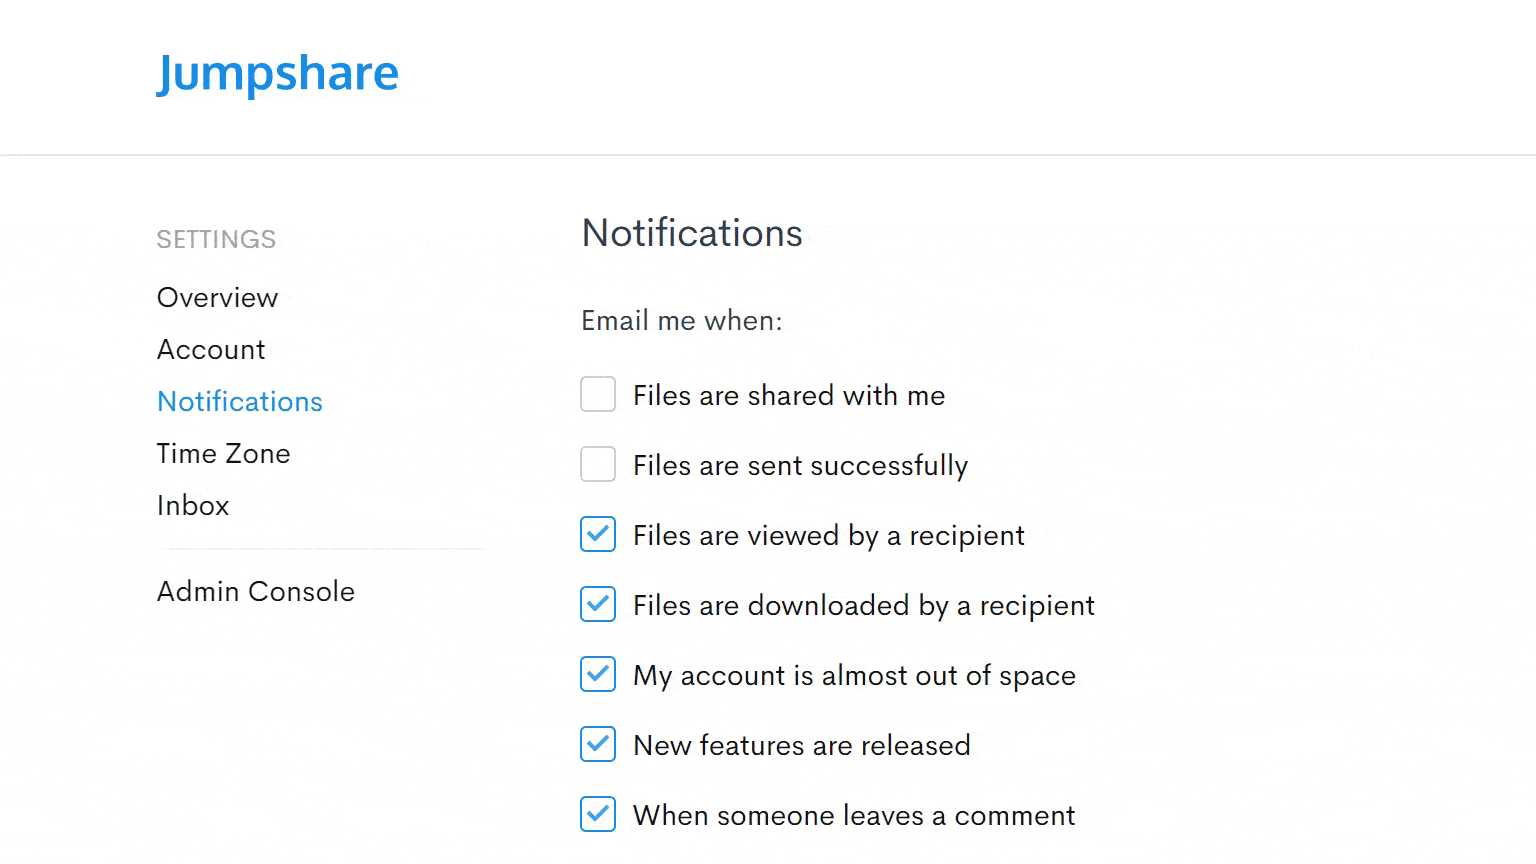 Jumpshare
SETTINGS
Overview
Account
Notifications
Time Zone
Inbox
Admin Console
Notifications
Email me when:
Files are shared with me
Files are sent successfully
Files are viewed by a recipient
Files are downloaded by a recipient
My account is almost out of space
New features are released
When someone leaves a comment